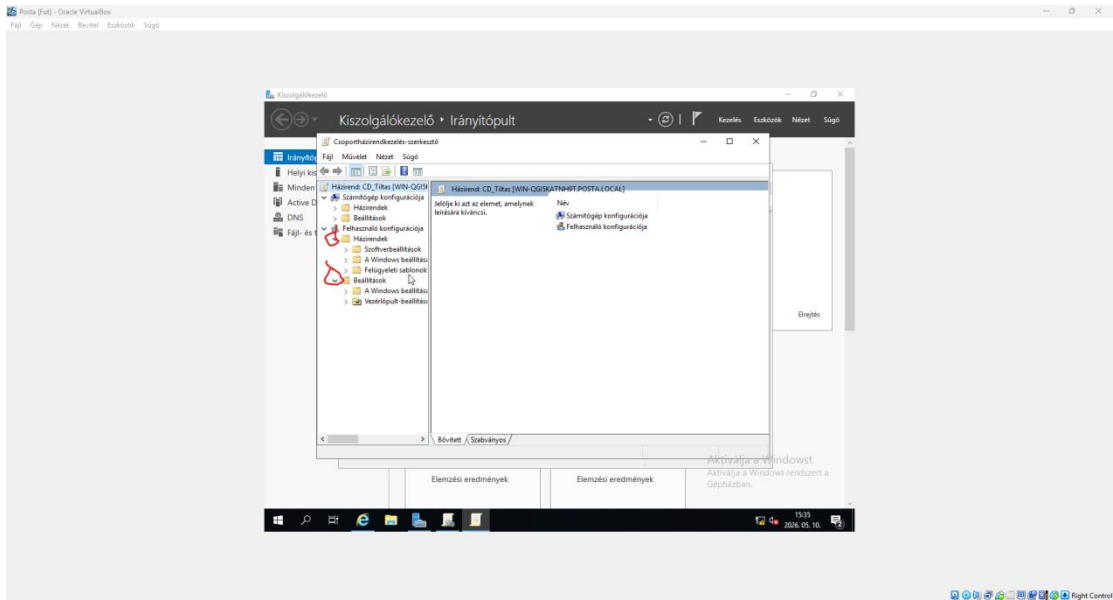 Posta [Fut] - Oracle VirtualBox
Fájl Gép Nézet Bevitel Eszközök Súgó
Kiszolgálókezelő
Kiszolgálókezelő • Irányítópult
Kezelés Eszközök Nézet Súgó
Csoportházirendkezelés-szerkesztő
Fájl Művelet Nézet Súgó
Irányító
Helyi kis
Minden
Active D
DNS
Fájl- és t
Házirend: CD_Tiltas [WIN-QGI5
Számítógép konfigurációja
Házirendek
Beállítások
Felhasználó konfigurációja
Házirendek
Szoftverbeállítások
A Windows beállítás
Felügyeleti sablonok
Beállítások
A Windows beállítás
Vezérlőpult-beállítás
Házirend: CD_Tiltas [WIN-QGI5KATNH9T.POSTA.LOCAL]
Jelölje ki azt az elemet, amelynek
leírására kíváncsi.
Név
Számítógép konfigurációja
Felhasználó konfigurációja
Elrejtés
Bővített Szabványos
Aktiválja a Windowst
Aktiválja a Windows rendszert a
Gépházban.
Elemzési eredmények
Elemzési eredmények
15:35
2026. 05. 10.
2
Right Control